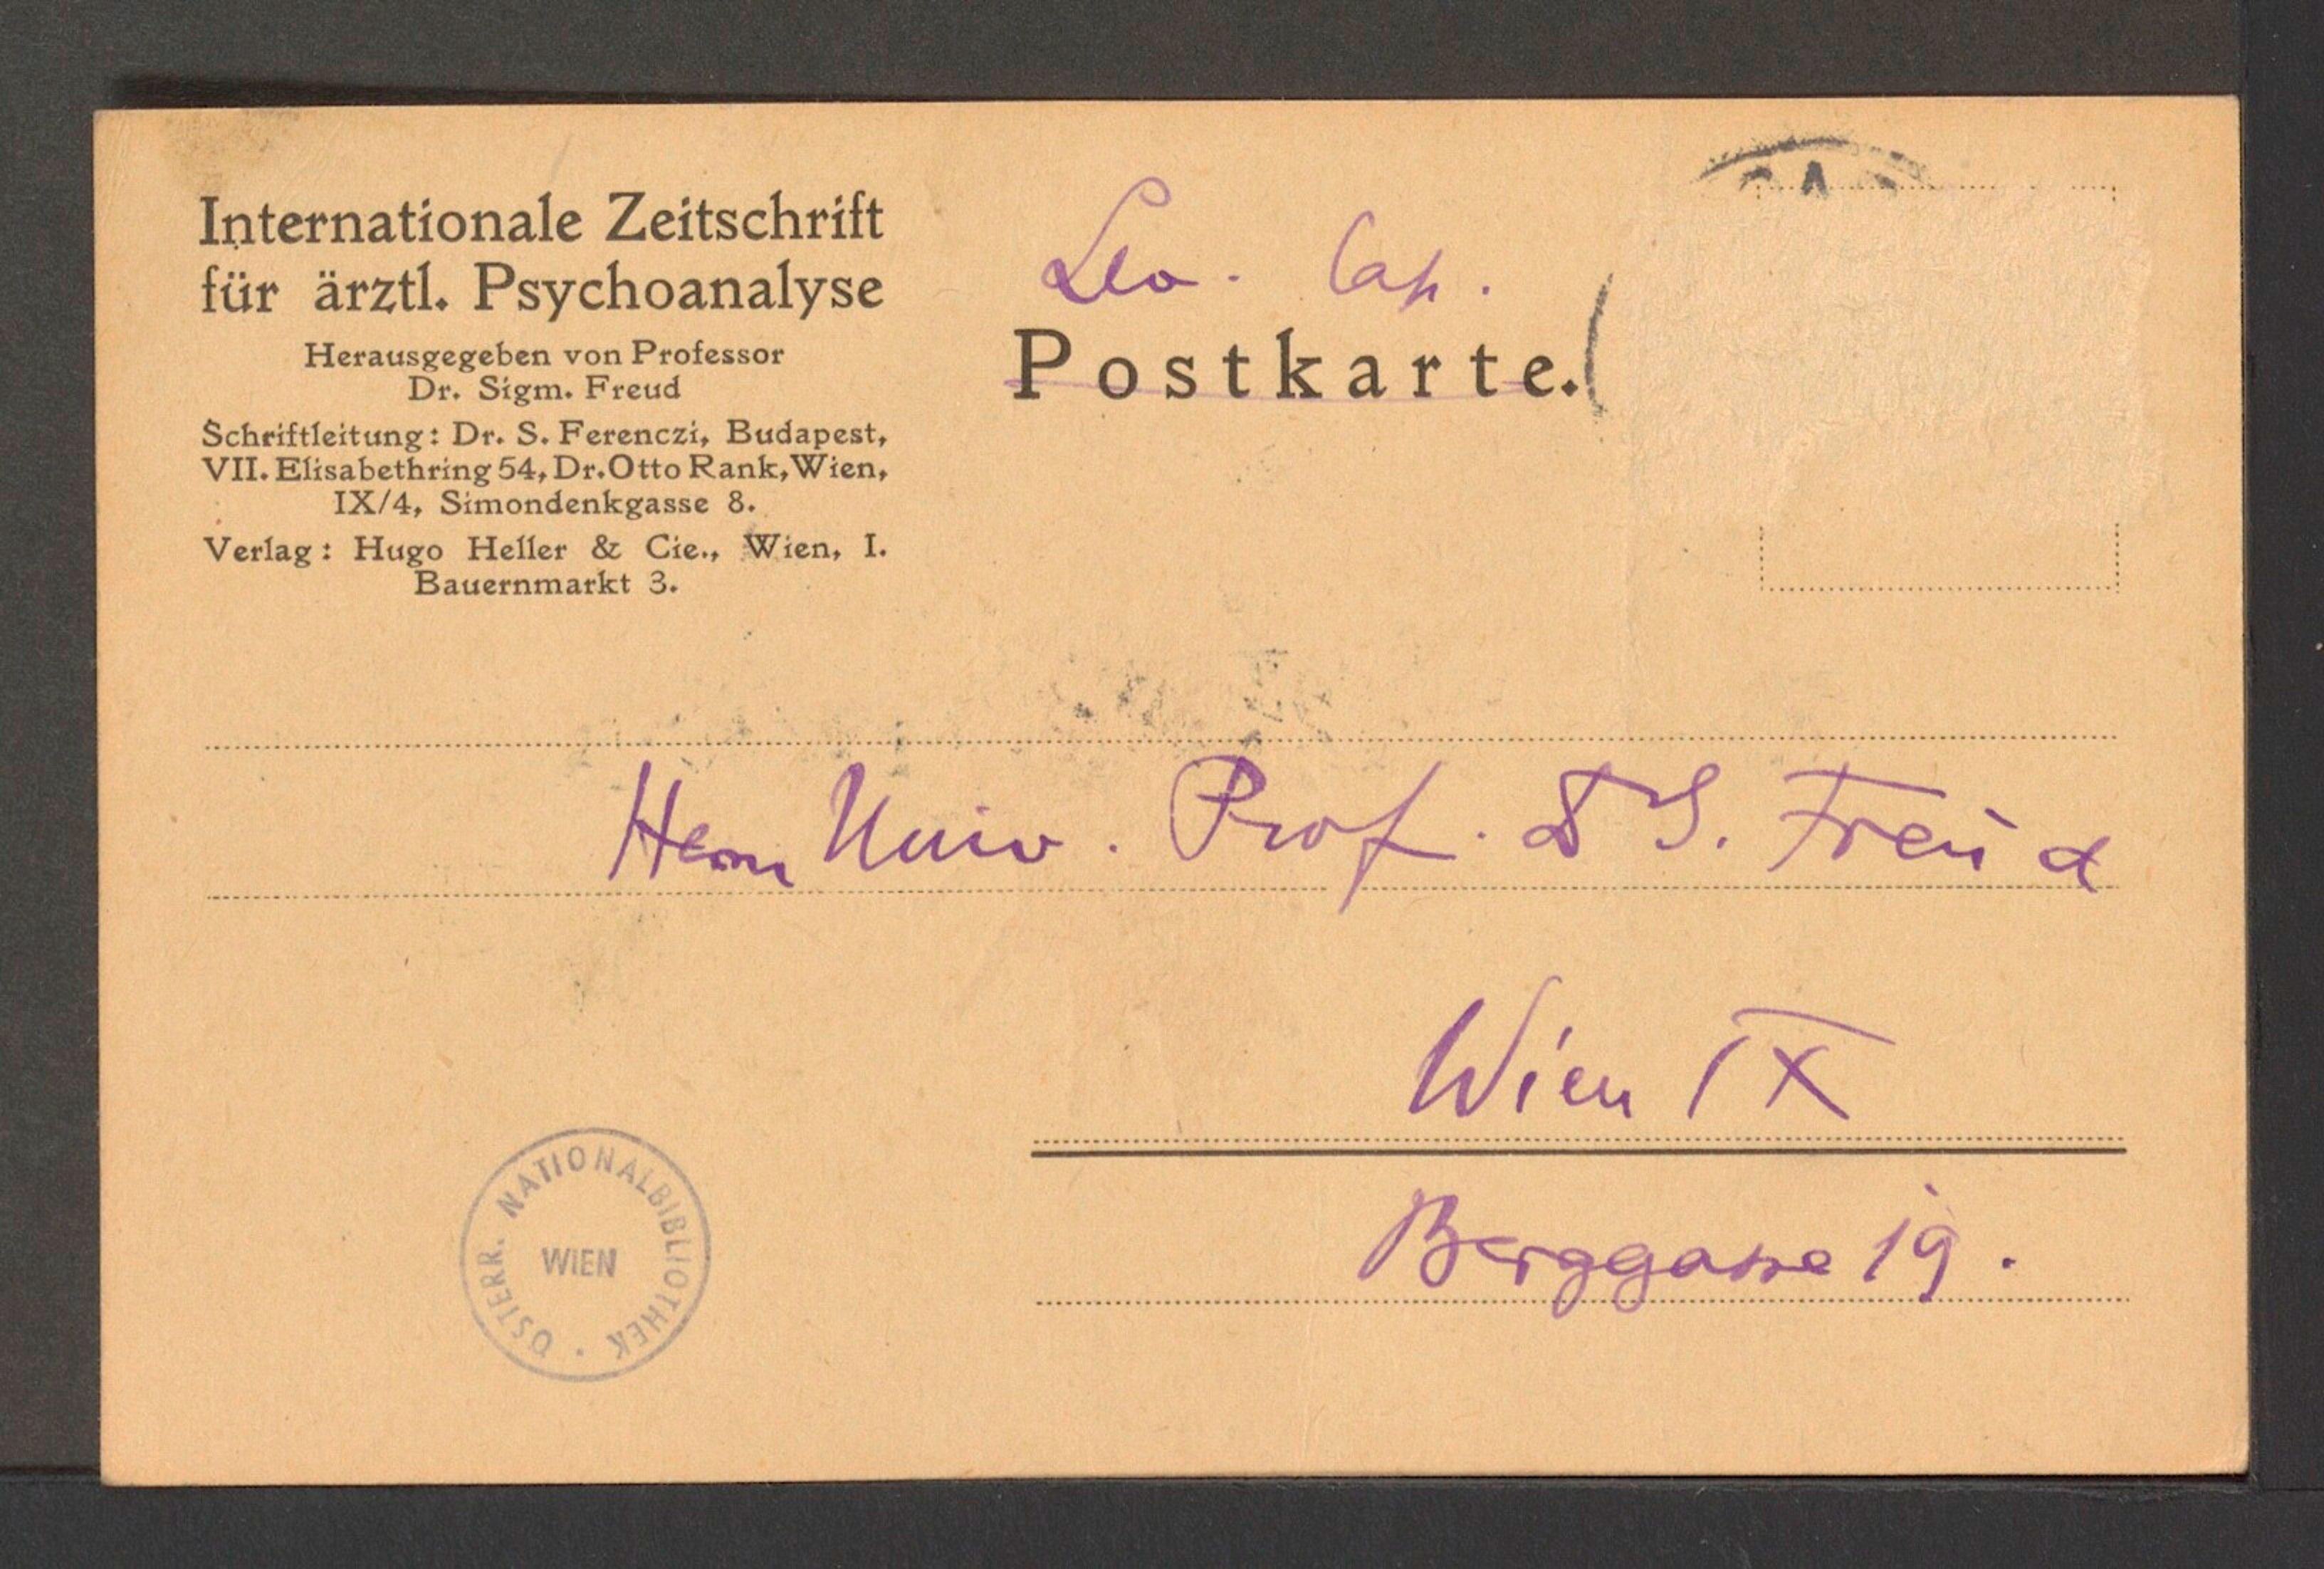 Internationale Zeitschrift
für ärztl. Psychoanalyse
Herausgegeben von Professor
Dr. Sigm. Freud
Schriftleitung: Dr. S. Ferenczi, Budapest,
VII. Elisabethring 54, Dr. Otto Rank, Wien,
IX/4, Simondenkgasse 8.
Verlag: Hugo Heller & Cie., Wien, I.
Bauernmarkt 3.
Postkarte.
Herrn Univ. Prof. Dr S. Freud
Wien IX
Berggasse 19.
ÖSTERR. NATIONALBIBLIOTHEK
WIEN